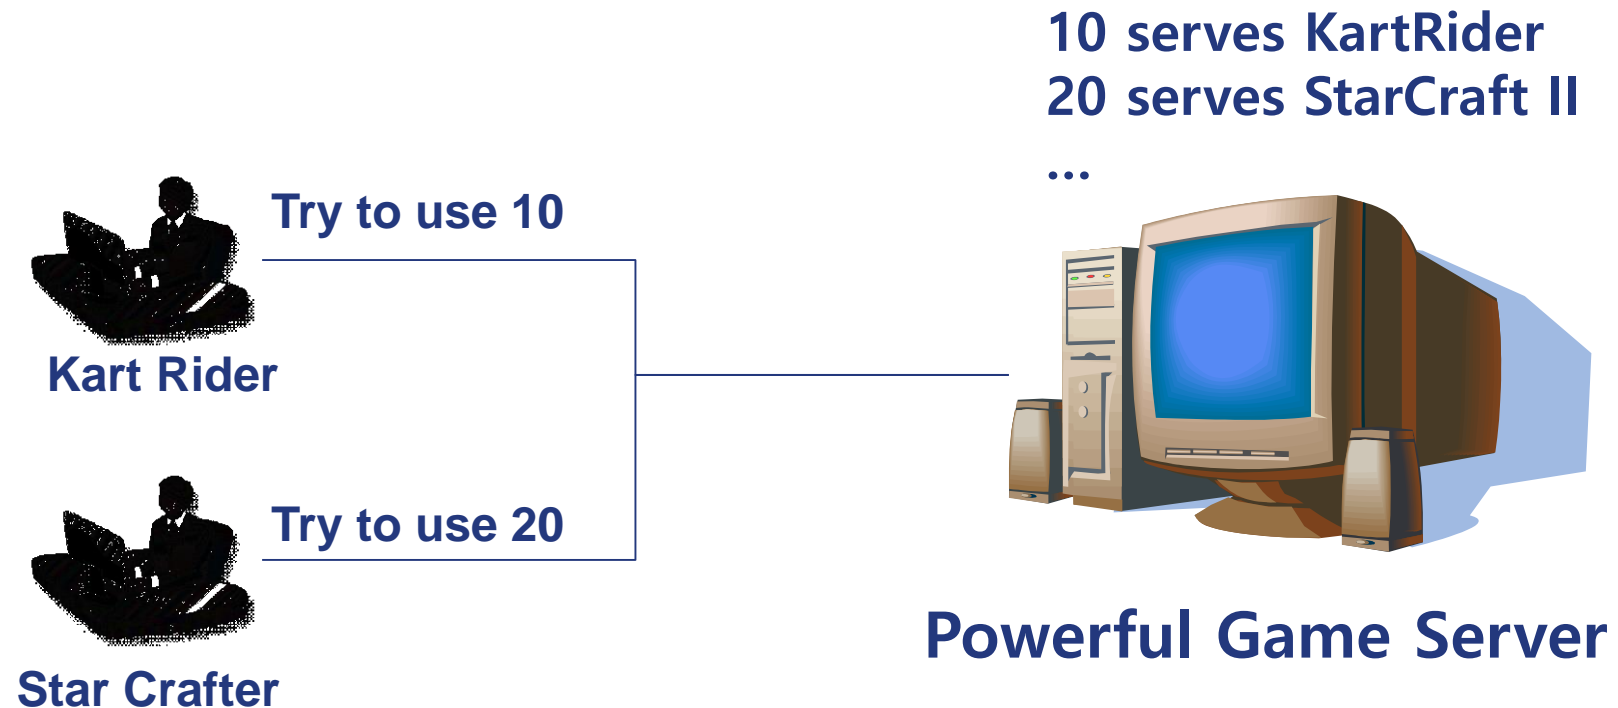 10 serves KartRider
20 serves StarCraft II
...
Try to use 10
Kart Rider
Try to use 20
Star Crafter
Powerful Game Server